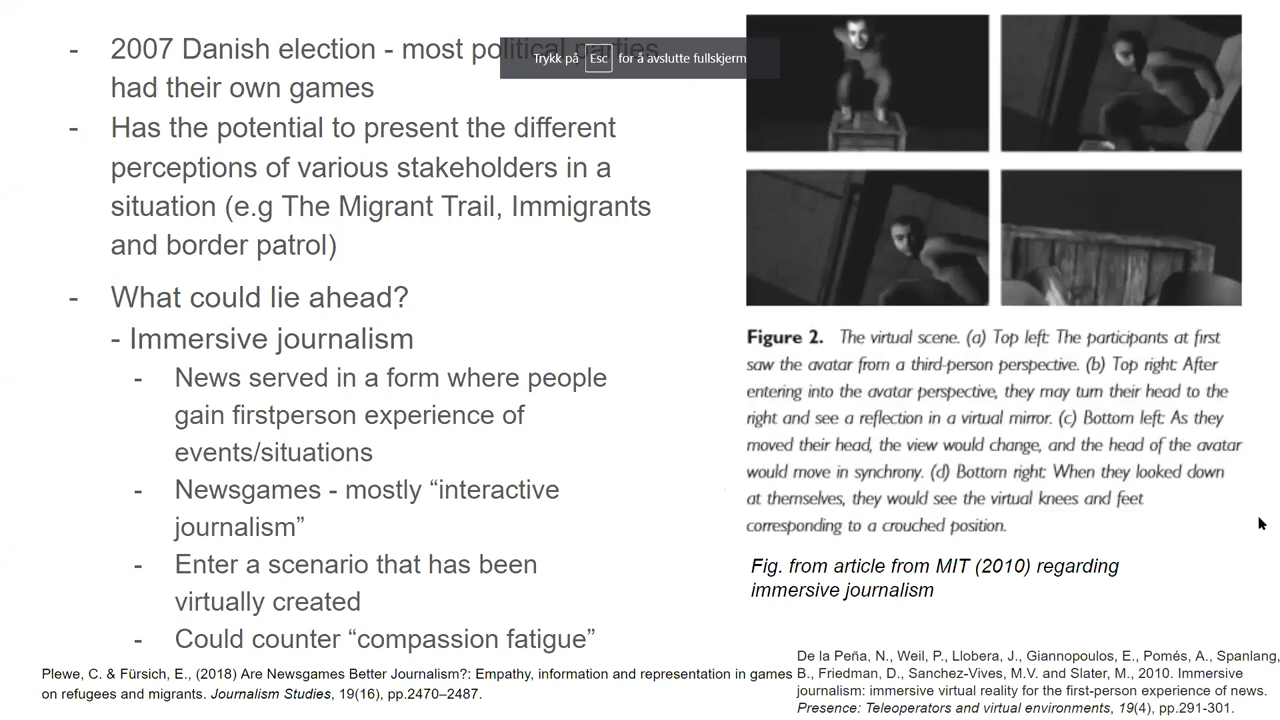 - 2007 Danish election - most political parties
had their own games
- Has the potential to present the different
perceptions of various stakeholders in a
situation (e.g The Migrant Trail, Immigrants
and border patrol)
- What could lie ahead?
- Immersive journalism
- News served in a form where people
gain firstperson experience of
events/situations
- Newsgames - mostly “interactive
journalism”
- Enter a scenario that has been
virtually created
- Could counter “compassion fatigue”
Plewe, C. & Fürsich, E., (2018) Are Newsgames Better Journalism?: Empathy, information and representation in games
on refugees and migrants. Journalism Studies, 19(16), pp.2470–2487.
Trykk på Esc for å avslutte fullskjerm
Figure 2. The virtual scene. (a) Top left: The participants at first
saw the avatar from a third-person perspective. (b) Top right: After
entering into the avatar perspective, they may turn their head to the
right and see a reflection in a virtual mirror. (c) Bottom left: As they
moved their head, the view would change, and the head of the avatar
would move in synchrony. (d) Bottom right: When they looked down
at themselves, they would see the virtual knees and feet
corresponding to a crouched position.
Fig. from article from MIT (2010) regarding
immersive journalism
De la Peña, N., Weil, P., Llobera, J., Giannopoulos, E., Pomés, A., Spanlang,
B., Friedman, D., Sanchez-Vives, M.V. and Slater, M., 2010. Immersive
journalism: immersive virtual reality for the first-person experience of news.
Presence: Teleoperators and virtual environments, 19(4), pp.291-301.